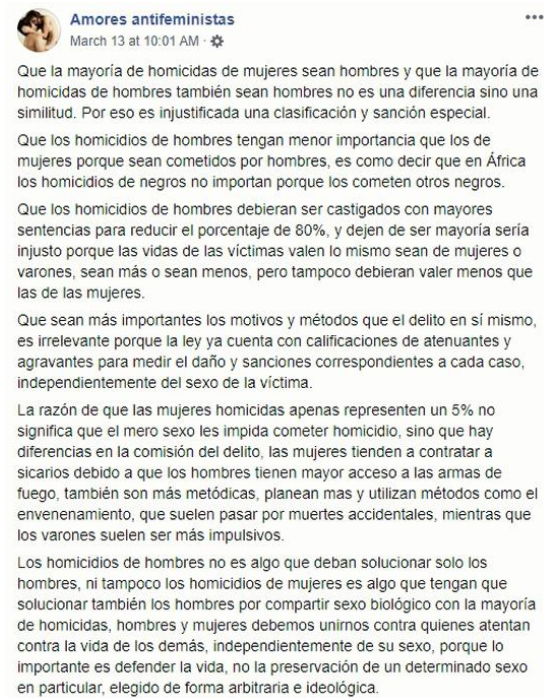 Amores antifeministas
March 13 at 10:01 AM ·
Que la mayoría de homicidas de mujeres sean hombres y que la mayoría de
homicidas de hombres también sean hombres no es una diferencia sino una
similitud. Por eso es injustificada una clasificación y sanción especial.
Que los homicidios de hombres tengan menor importancia que los de
mujeres porque sean cometidos por hombres, es como decir que en África
los homicidios de negros no importan porque los cometen otros negros.
Que los homicidios de hombres debieran ser castigados con mayores
sentencias para reducir el porcentaje de 80%, y dejen de ser mayoría sería
injusto porque las vidas de las víctimas valen lo mismo sean de mujeres o
varones, sean más o sean menos, pero tampoco debieran valer menos que
las de las mujeres.
Que sean más importantes los motivos y métodos que el delito en sí mismo,
es irrelevante porque la ley ya cuenta con calificaciones de atenuantes y
agravantes para medir el daño y sanciones correspondientes a cada caso,
independientemente del sexo de la víctima.
La razón de que las mujeres homicidas apenas representen un 5% no
significa que el mero sexo les impida cometer homicidio, sino que hay
diferencias en la comisión del delito, las mujeres tienden a contratar a
sicarios debido a que los hombres tienen mayor acceso a las armas de
fuego, también son más metódicas, planean mas y utilizan métodos como el
envenenamiento, que suelen pasar por muertes accidentales, mientras que
los varones suelen ser más impulsivos.
Los homicidios de hombres no es algo que deban solucionar solo los
hombres, ni tampoco los homicidios de mujeres es algo que tengan que
solucionar también los hombres por compartir sexo biológico con la mayoría
de homicidas, hombres y mujeres debemos unirnos contra quienes atentan
contra la vida de los demás, independientemente de su sexo, porque lo
importante es defender la vida, no la preservación de un determinado sexo
en particular, elegido de forma arbitraria e ideológica.